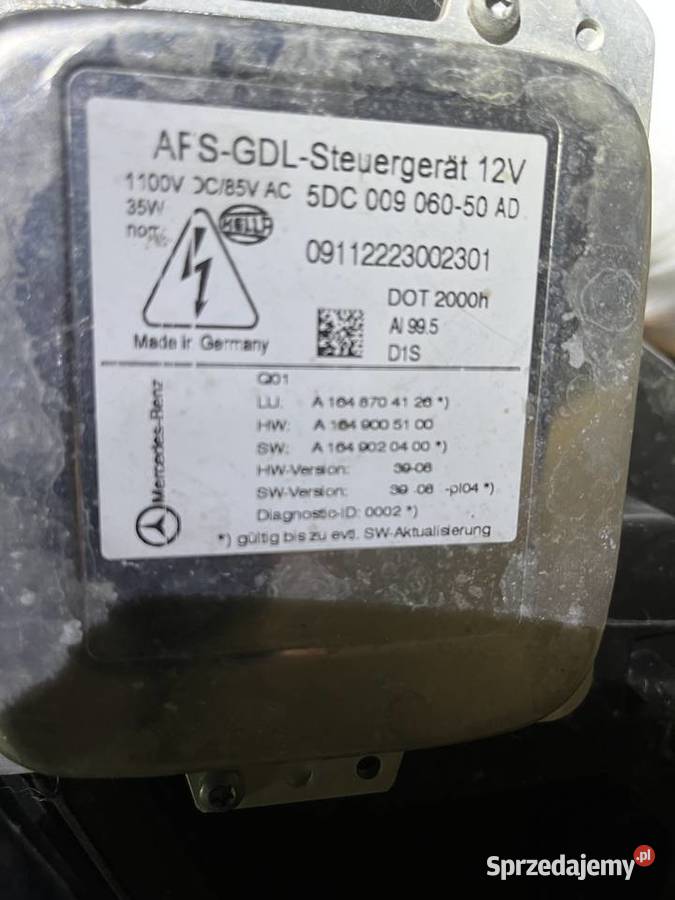 AFS-GDL-Steuergerät 12V
1100V DC/85V AC 5DC 009 060-50 AD
35W
nom.
HELLA
09112223002301
DOT 2000h
AI 99.5
D1S
Made in Germany
Mercedes-Benz
Q01
LU: A 164 870 41 26 *)
HW: A 164 900 51 00
SW: A 164 902 04 00 *)
HW-Version: 39-06
SW-Version: 39 .06 -pl04 *)
Diagnostic-ID: 0002 *)
*) gültig bis zu evtl. SW-Aktualisierung
Sprzedajemy.pl